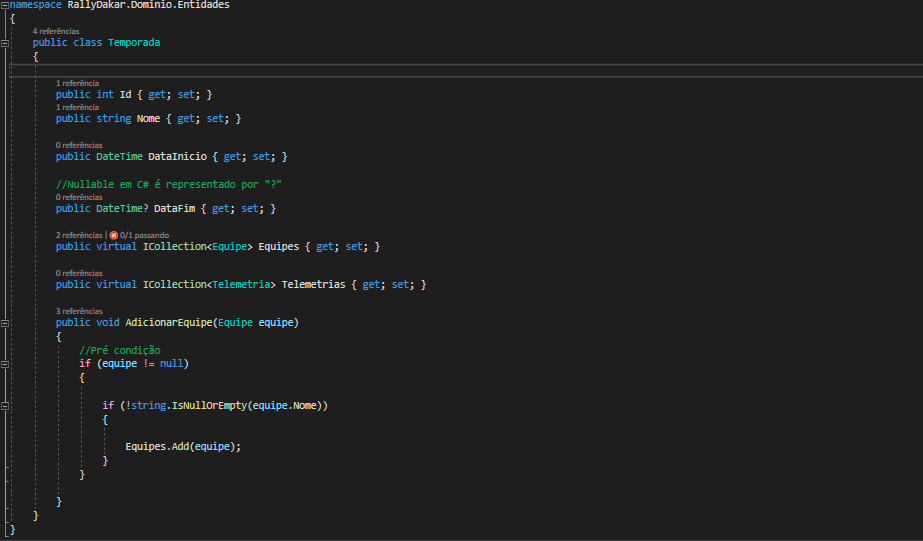 namespace RallyDakar.Dominio.Entidades
{
4 referências
public class Temporada
{
1 referência
public int Id { get; set; }
1 referência
public string Nome { get; set; }
0 referências
public DateTime DataInicio { get; set; }
//Nullable em C# é representado por "?"
0 referências
public DateTime? DataFim { get; set; }
2 referências | 0/1 passando
public virtual ICollection<Equipe> Equipes { get; set; }
0 referências
public virtual ICollection<Telemetria> Telemetrias { get; set; }
3 referências
public void AdicionarEquipe(Equipe equipe)
{
//Pré condição
if (equipe != null)
{
if (!string.IsNullOrEmpty(equipe.Nome))
{
Equipes.Add(equipe);
}
}
}
}
}